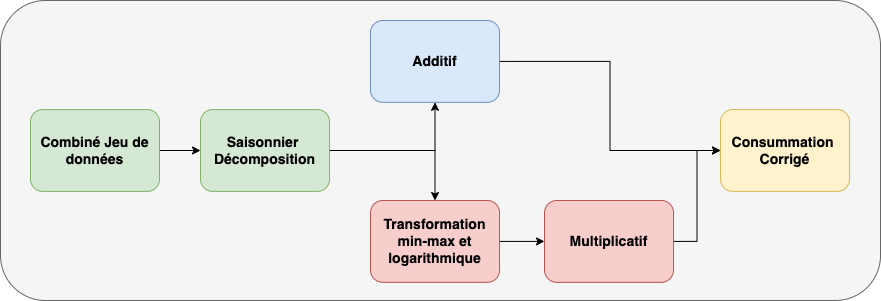 Additif
Combiné Jeu de
données
Saisonnier
Décomposition
Consummation
Corrigé
Transformation
min-max et
logarithmique
Multiplicatif